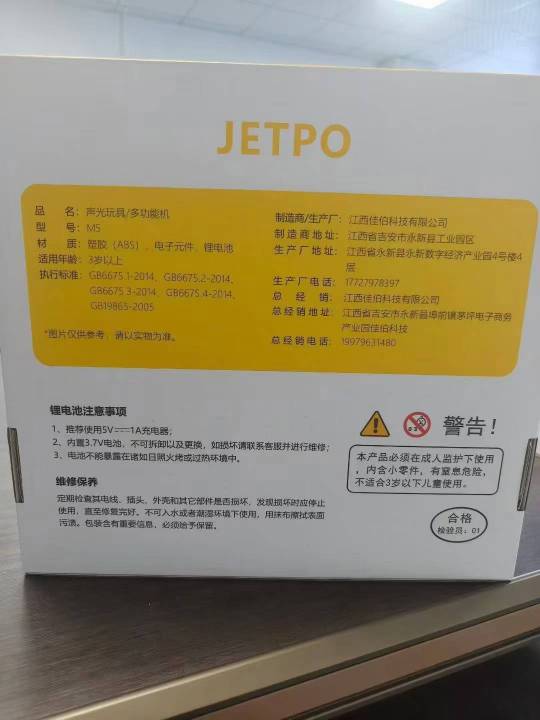 JETPO
品 名：声光玩具/多功能机
型 号：M5
材 质：塑胶（ABS）、电子元件、锂电池
适用年龄：3岁以上
执行标准：GB6675.1-2014、GB6675.2-2014、
GB6675.3-2014、GB6675.4-2014、
GB19865-2005
*图片仅供参考，请以实物为准。
制造商/生产厂：江西佳伯科技有限公司
制造商地址：江西省吉安市永新县工业园区
生产厂地址：江西省永新县永新数字经济产业园4号楼4
层
生产厂电话：17727978397
总 经 销：江西佳伯科技有限公司
总经销地址：江西省吉安市永新县埠前镇茅坪电子商务
产业园佳伯科技
总经销电话：19979631480
锂电池注意事项
1、推荐使用5V⎓1A充电器；
2、内置3.7V电池，不可拆卸以及更换，如损坏请联系客服并进行维修；
3、电池不能暴露在诸如日照火烤或过热环境中。
维修保养
定期检查其电线、插头、外壳和其它部件是否损坏，发现损坏时应停止
使用，直至修复完好。不可入水或者潮湿环境下使用，用抹布擦拭表面
污渍。包装含有重要信息，必须给予保留。
警告！
本产品必须在成人监护下使用
，内含小零件，有窒息危险，
不适合3岁以下儿童使用。
合格
检验员：01